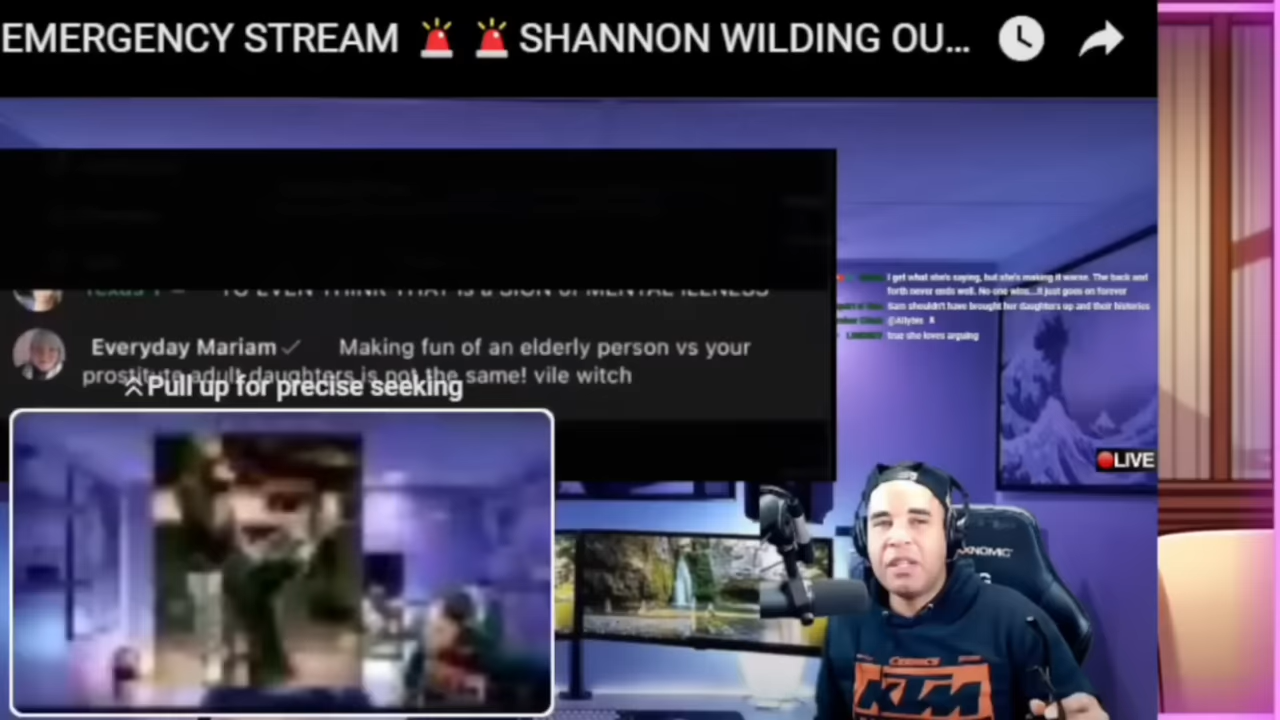 EMERGENCY STREAM 🚨 🚨 SHANNON WILDING OU...
TO EVEN THINK THAT is a SIGN of MENTAL ILLNESS
Everyday Mariam ✓ Making fun of an elderly person vs your
prostitute adult daughters is not the same! vile witch
Pull up for precise seeking
I get what she's saying, but she's making it worse. The back and
forth never ends well. No one wins...it just goes on forever
Sam shouldn't have brought her daughters up and their histories
@Allytes
true she loves arguing
LIVE
KTM